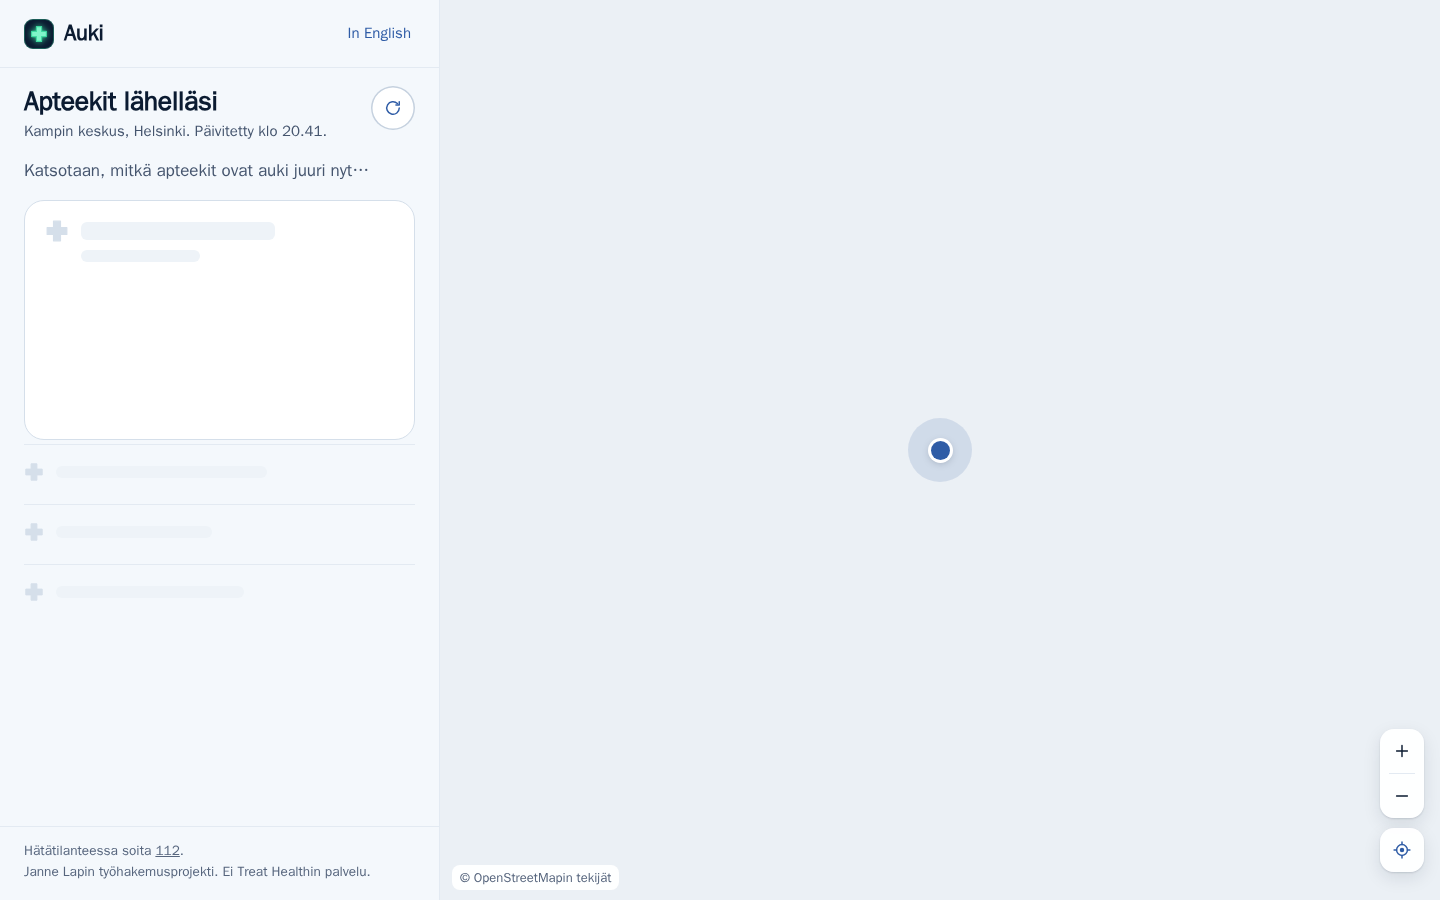 Auki
In English
Apteekit lähelläsi
Kampin keskus, Helsinki. Päivitetty klo 20.41.
Katsotaan, mitkä apteekit ovat auki juuri nyt…
Hätätilanteessa soita 112.
Janne Lapin työhakemusprojekti. Ei Treat Healthin palvelu.
© OpenStreetMapin tekijät